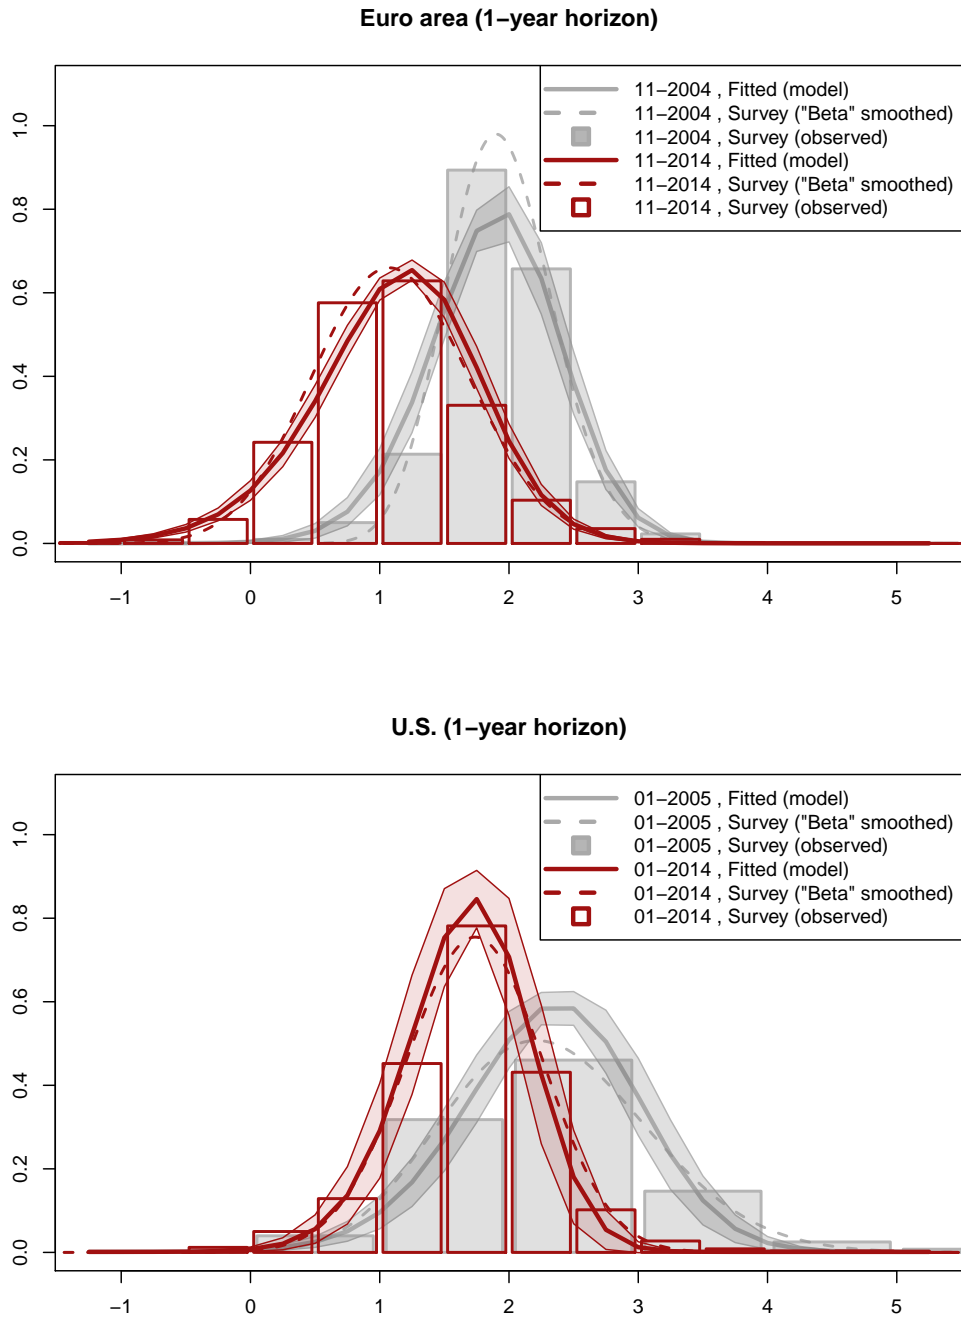 Euro area (1−year horizon)
11−2004 , Fitted (model)
11−2004 , Survey ("Beta" smoothed)
11−2004 , Survey (observed)
11−2014 , Fitted (model)
11−2014 , Survey ("Beta" smoothed)
11−2014 , Survey (observed)
1.0
0.8
0.6
0.4
0.2
0.0
−1 0 1 2 3 4 5
U.S. (1−year horizon)
01−2005 , Fitted (model)
01−2005 , Survey ("Beta" smoothed)
01−2005 , Survey (observed)
01−2014 , Fitted (model)
01−2014 , Survey ("Beta" smoothed)
01−2014 , Survey (observed)
1.0
0.8
0.6
0.4
0.2
0.0
−1 0 1 2 3 4 5